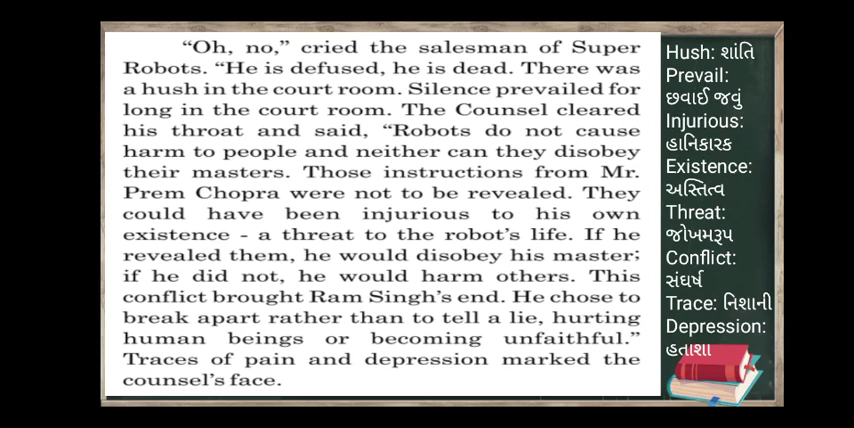 “Oh, no,” cried the salesman of Super
Robots. “He is defused, he is dead. There was
a hush in the court room. Silence prevailed for
long in the court room. The Counsel cleared
his throat and said, “Robots do not cause
harm to people and neither can they disobey
their masters. Those instructions from Mr.
Prem Chopra were not to be revealed. They
could have been injurious to his own
existence - a threat to the robot’s life. If he
revealed them, he would disobey his master;
if he did not, he would harm others. This
conflict brought Ram Singh’s end. He chose to
break apart rather than to tell a lie, hurting
human beings or becoming unfaithful.”
Traces of pain and depression marked the
counsel’s face.
Hush: શાંતિ
Prevail:
છવાઈ જવું
Injurious:
હાનિકારક
Existence:
અસ્તિત્વ
Threat:
જોખમરૂપ
Conflict:
સંઘર્ષ
Trace: નિશાની
Depression:
હતાશા